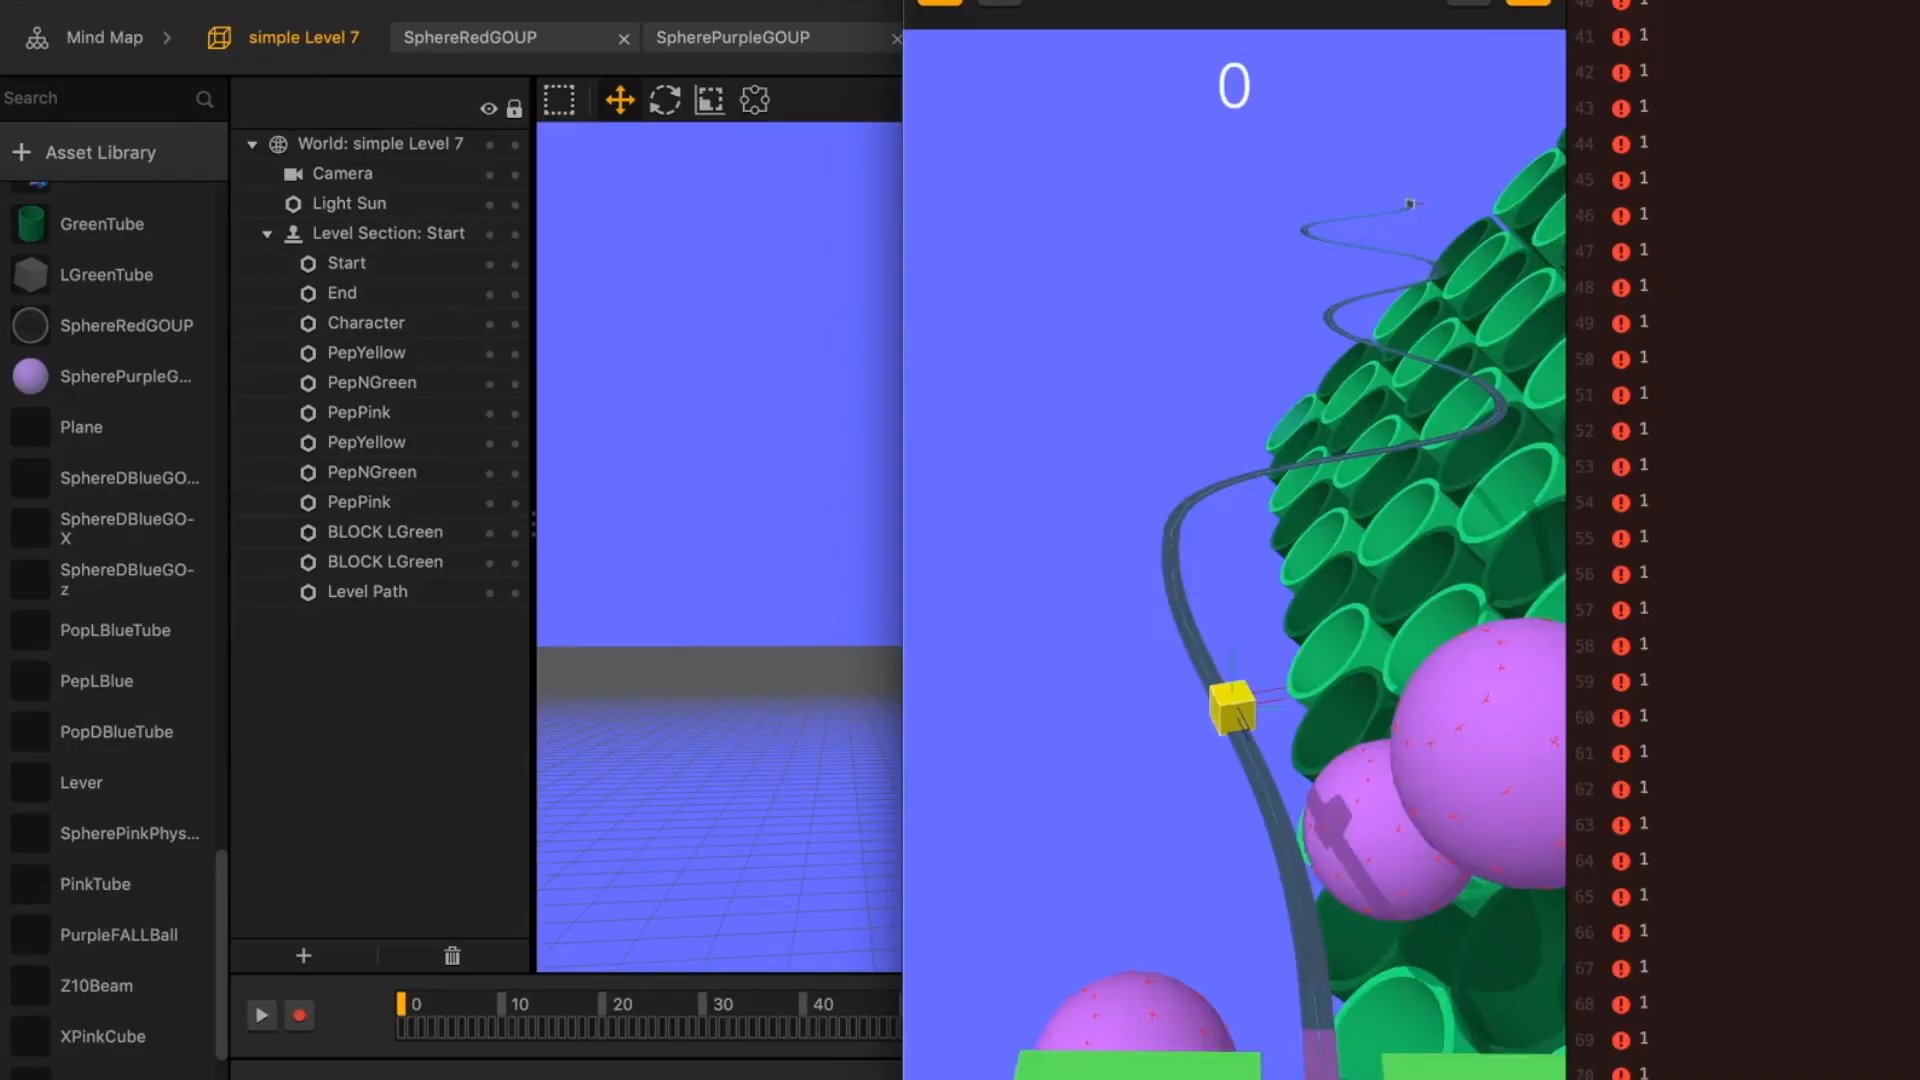 Mind Map
simple Level 7
SphereRedGOUP
SpherePurpleGOUP
Search
Asset Library
GreenTube
LGreenTube
SphereRedGOUP
SpherePurpleG...
Plane
SphereDBlueGO...
SphereDBlueGO-
X
SphereDBlueGO-
z
PopLBlueTube
PepLBlue
PopDBlueTube
Lever
SpherePinkPhys...
PinkTube
PurpleFALLBall
Z10Beam
XPinkCube
World: simple Level 7
Camera
Light Sun
Level Section: Start
Start
End
Character
PepYellow
PepNGreen
PepPink
PepYellow
PepNGreen
PepPink
BLOCK LGreen
BLOCK LGreen
Level Path
0 10 20 30 40
0
41 1
42 1
43 1
44 1
45 1
46 1
47 1
48 1
49 1
50 1
51 1
52 1
53 1
54 1
55 1
56 1
57 1
58 1
59 1
60 1
61 1
62 1
63 1
64 1
65 1
66 1
67 1
68 1
69 1
70 1